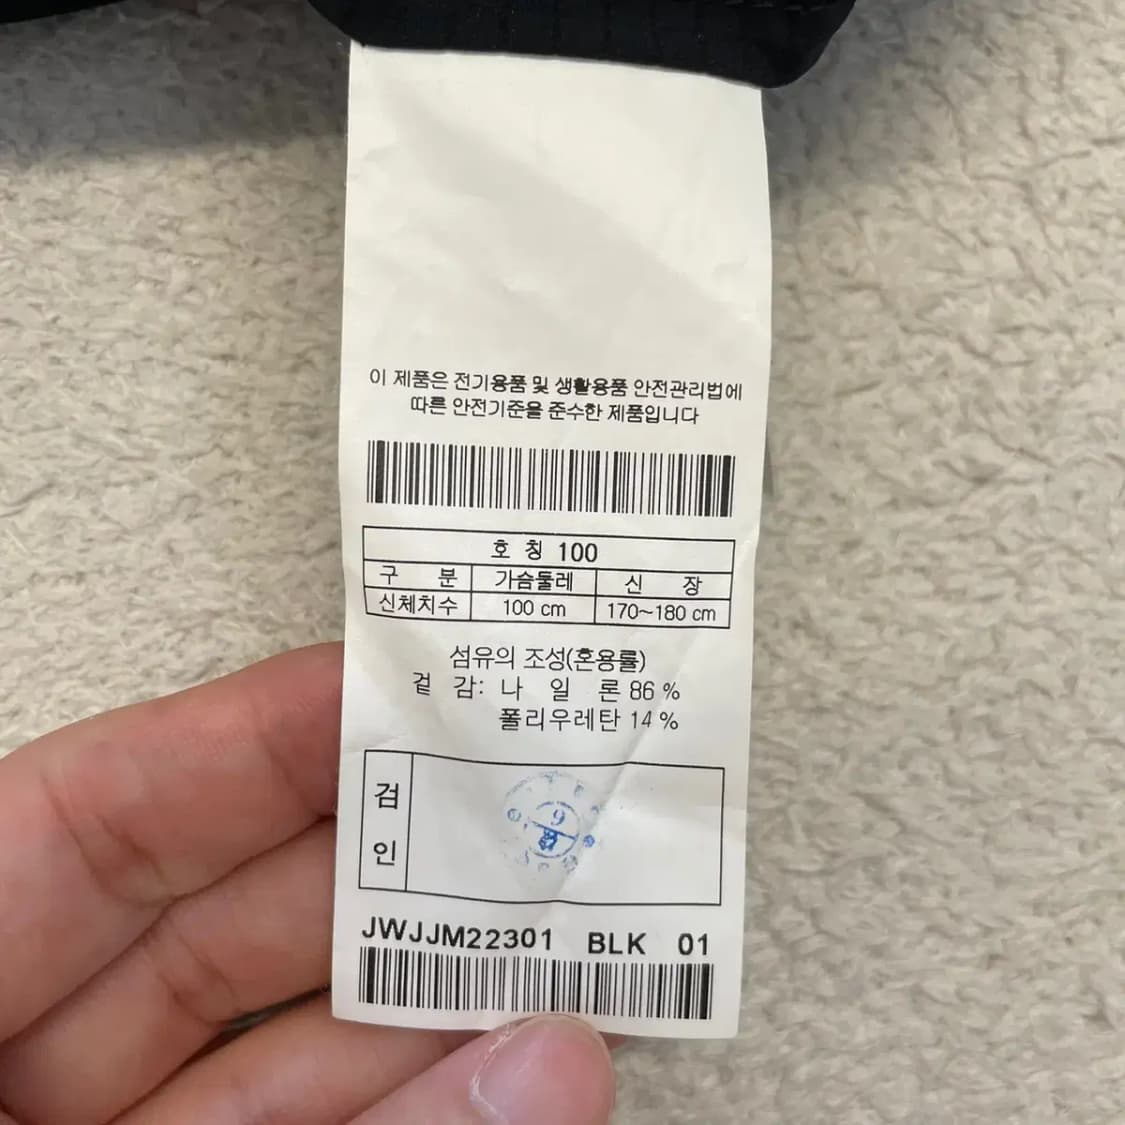 이 제품은 전기용품 및 생활용품 안전관리법에
따른 안전기준을 준수한 제품입니다
호 칭 100
구 분 가슴둘레 신 장
신체치수 100 cm 170~180 cm
섬유의 조성(혼용률)
겉 감: 나 일 론 86 %
폴리우레탄 14 %
검
인
9
JWJJM22301 BLK 01